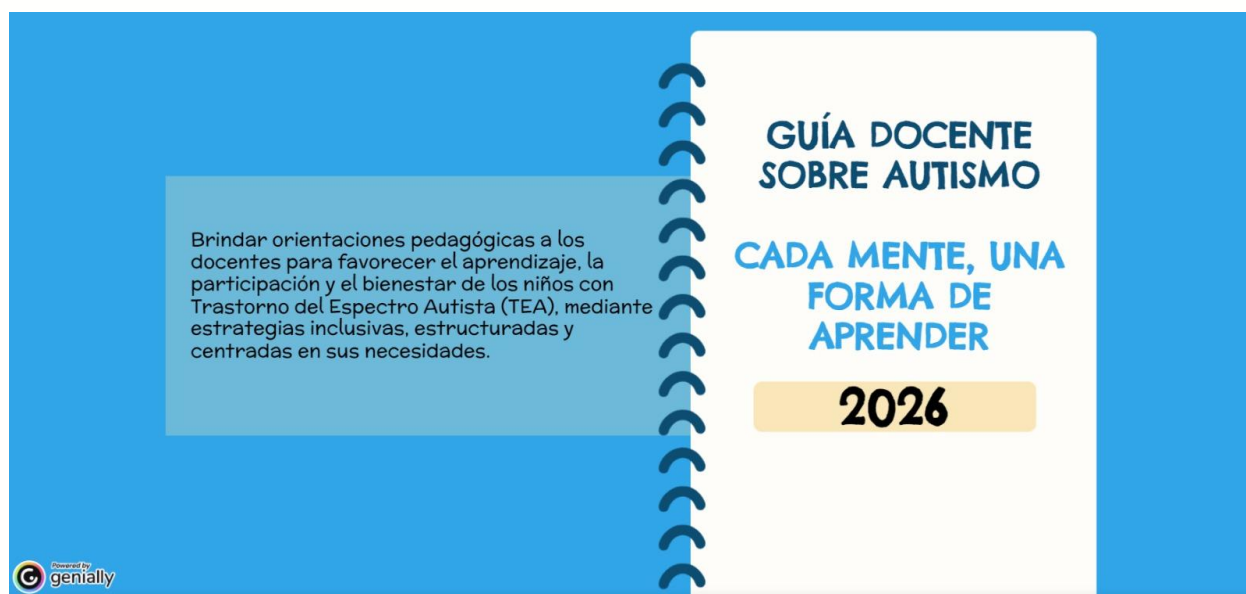 Brindar orientaciones pedagógicas a los
docentes para favorecer el aprendizaje, la
participación y el bienestar de los niños con
Trastorno del Espectro Autista (TEA), mediante
estrategias inclusivas, estructuradas y
centradas en sus necesidades.
GUÍA DOCENTE
SOBRE AUTISMO
CADA MENTE, UNA
FORMA DE
APRENDER
2026
Powered by
genially